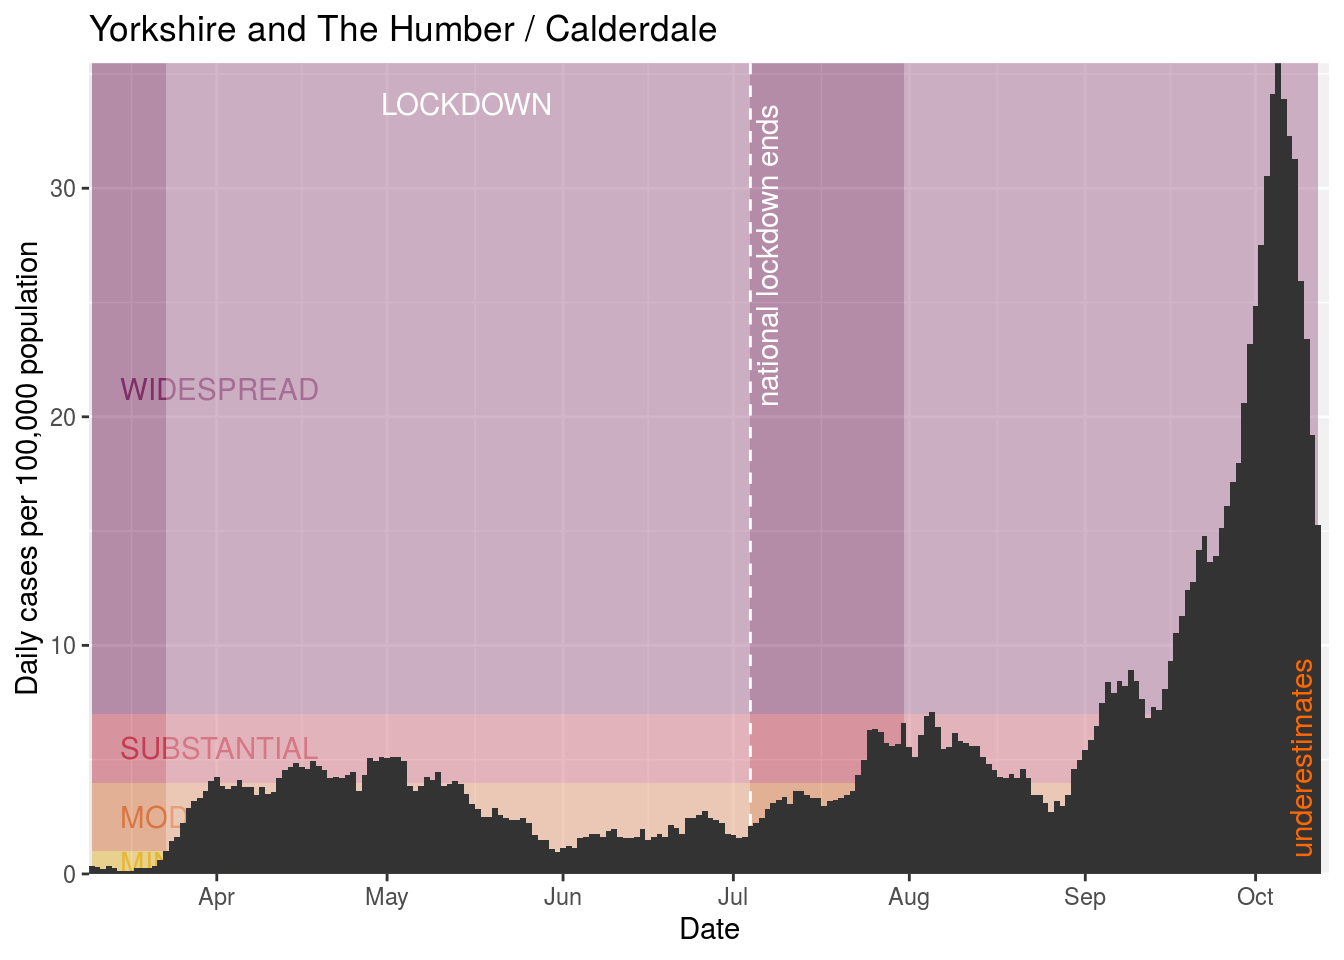 Yorkshire and The Humber / Calderdale
LOCKDOWN
national lockdown ends
30
WIDESPREAD
20
Daily cases per 100,000 population
10
SUBSTANTIAL
MOD
MIN
underestimates
0
Apr May Jun Jul Aug Sep Oct
Date